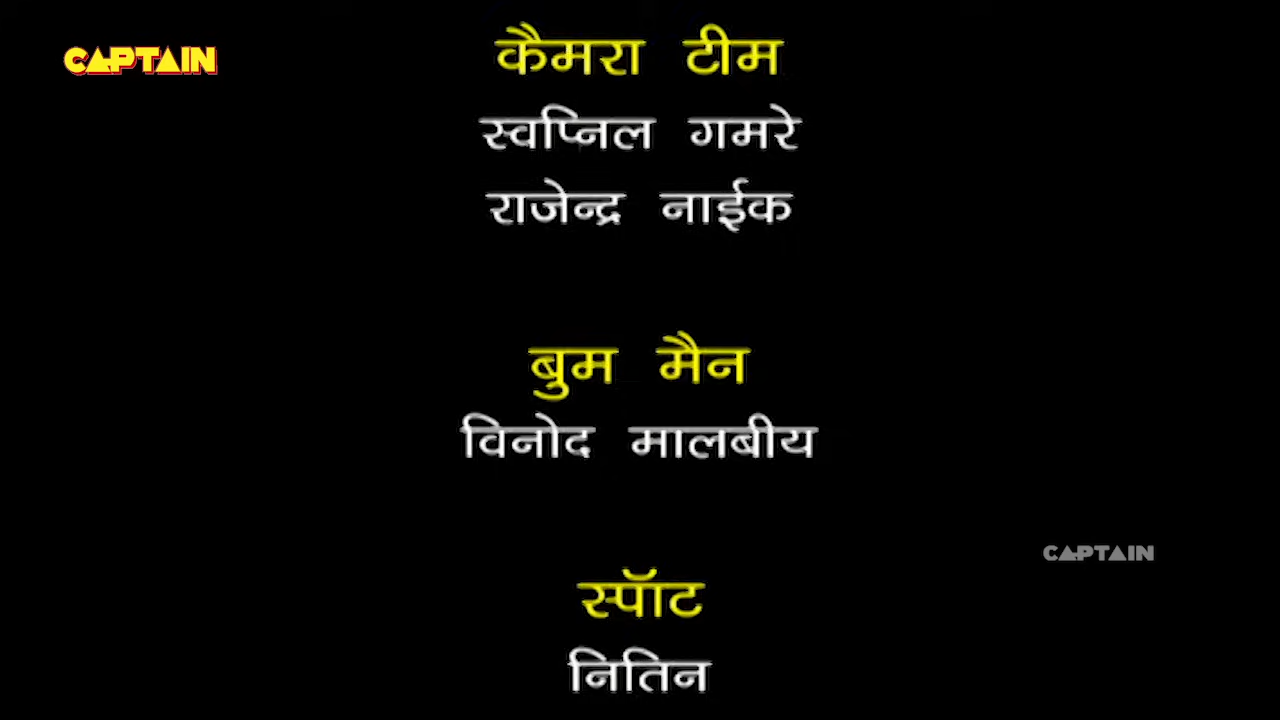 CAPTAIN
कैमरा टीम
स्वप्निल गमरे
राजेन्द्र नाईक
बुम मैन
विनोद मालबीय
CAPTAIN
स्पॉट
नितिन